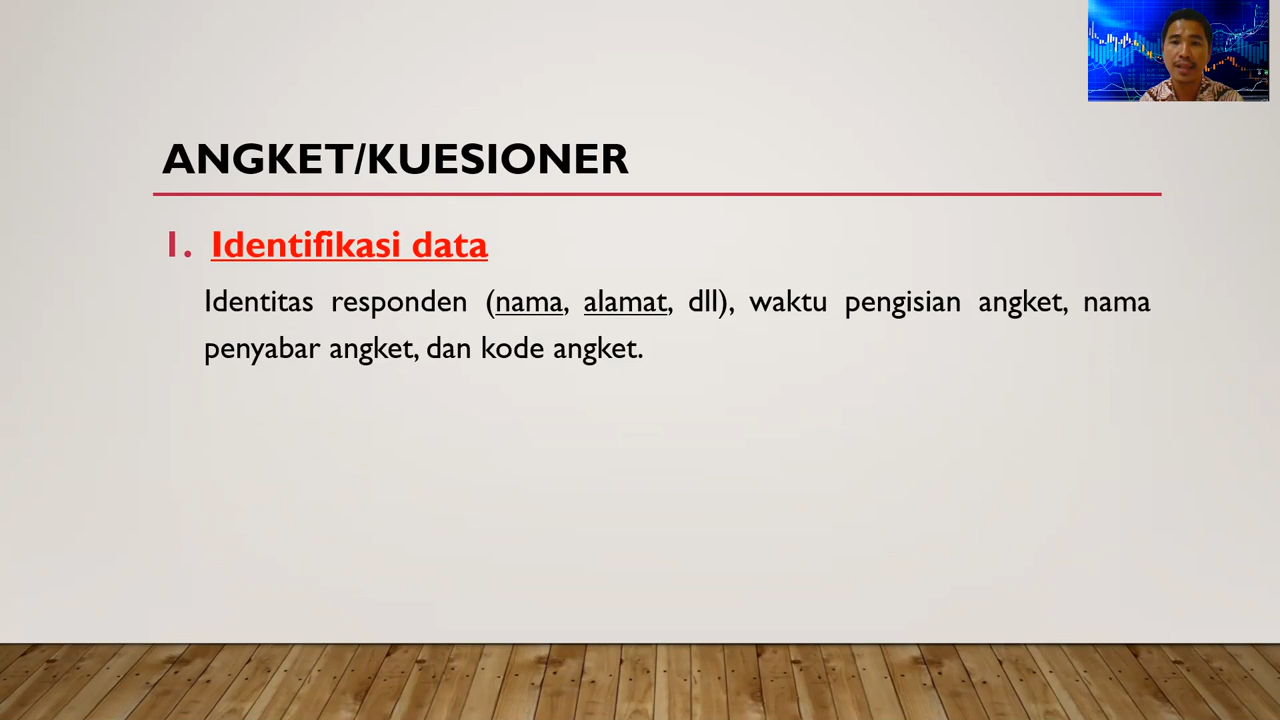 ANGKET/KUESIONER
1. Identifikasi data
Identitas responden (nama, alamat, dll), waktu pengisian angket, nama
penyabar angket, dan kode angket.